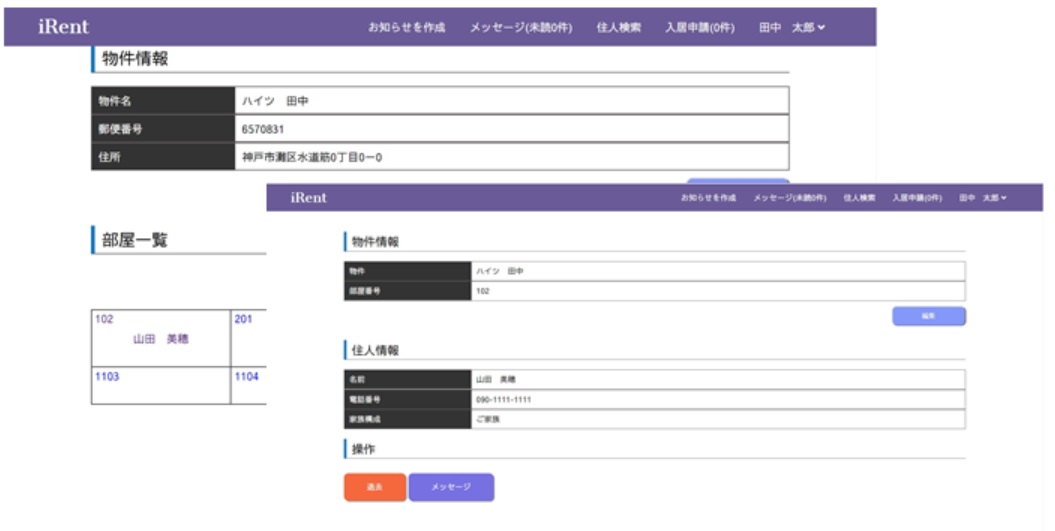 iRent お知らせを作成 メッセージ(未読0件) 住人検索 入居申請(0件) 田中 太郎
物件情報
物件名 ハイツ 田中
郵便番号 6570831
住所 神戸市灘区水道筋0丁目0ー0
部屋一覧
102 201
山田 美穂
1103 1104
iRent お知らせを作成 メッセージ(未読0件) 住人検索 入居申請(0件) 田中 太郎
物件情報
物件 ハイツ 田中
部屋番号 102
編集
住人情報
名前 山田 美穂
電話番号 090-1111-1111
家族構成 ご家族
操作
退去 メッセージ